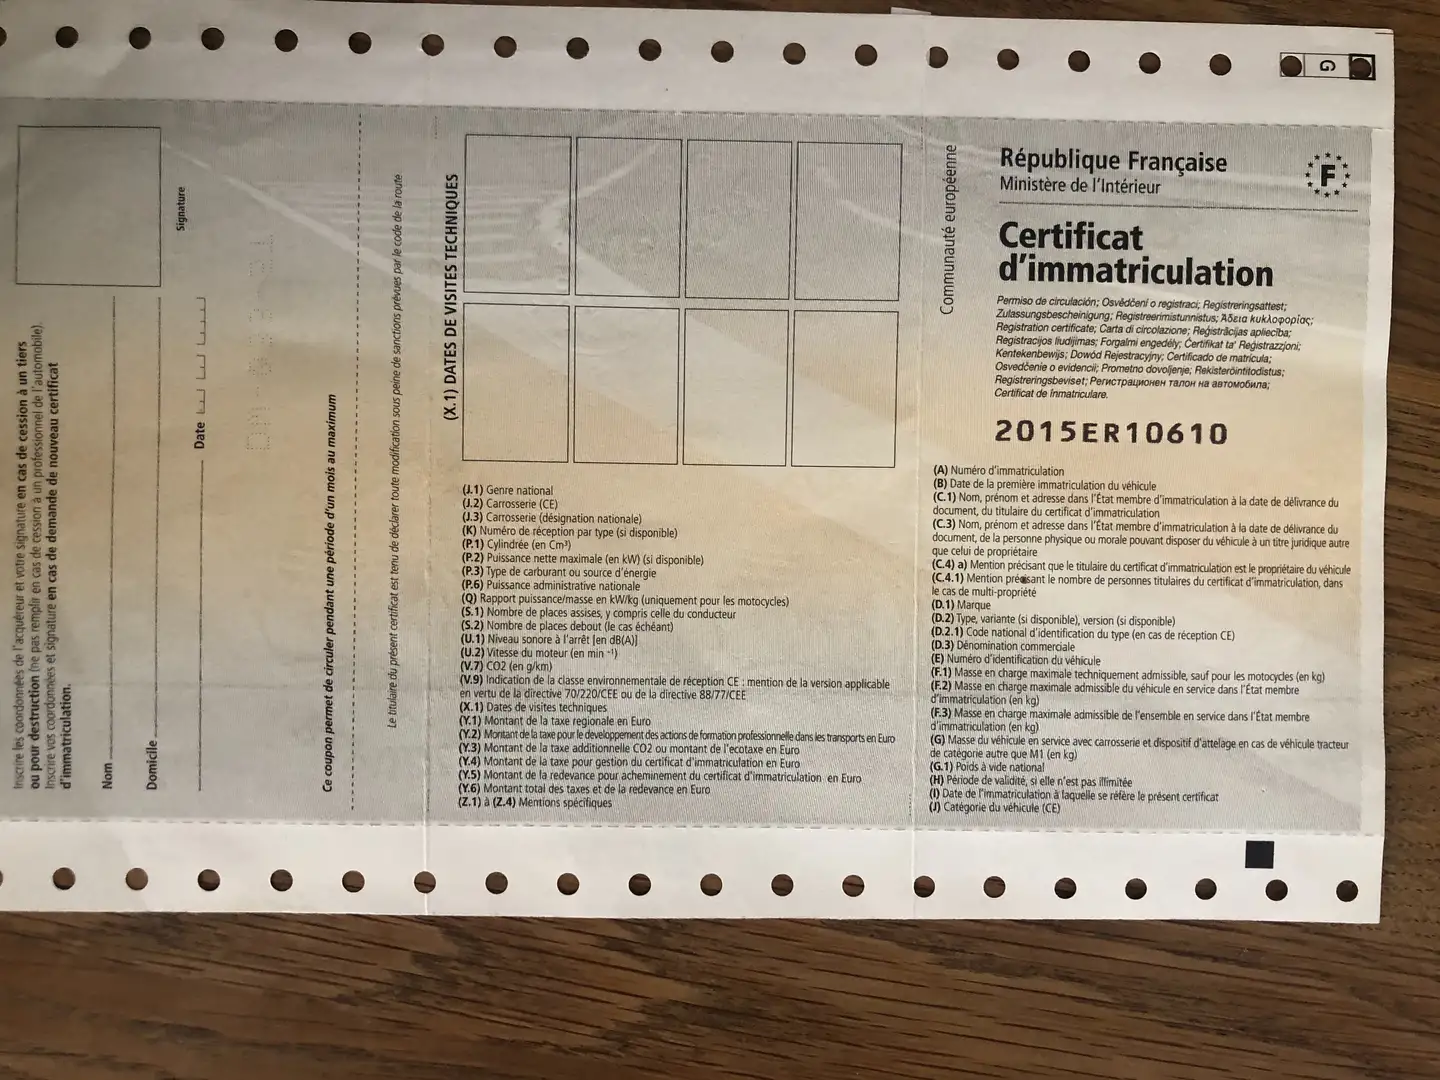 G
Communauté européenne
République Française
Ministère de l'Intérieur
F
Certificat
d'immatriculation
Permiso de circulación; Osvědčení o registraci; Registreringsattest;
Zulassungsbescheinigung; Registreerimistunnistus; Άδεια κυκλοφορίας;
Registration certificate; Carta di circolazione; Reģistrācijas apliecība;
Registracijos liudijimas; Forgalmi engedély; Ċertifikat ta' Reġistrazzjoni;
Kentekenbewijs; Dowód Rejestracyjny; Certificado de matrícula;
Osvedčenie o evidencii; Prometno dovoljenje; Rekisteröintitodistus;
Registreringsbeviset; Регистрационен талон на автомобила;
Certificat de înmatriculare.
2015ER10610
(A) Numéro d'immatriculation
(B) Date de la première immatriculation du véhicule
(C.1) Nom, prénom et adresse dans l'État membre d'immatriculation à la date de délivrance du
document, du titulaire du certificat d'immatriculation
(C.3) Nom, prénom et adresse dans l'État membre d'immatriculation à la date de délivrance du
document, de la personne physique ou morale pouvant disposer du véhicule à un titre juridique autre
que celui de propriétaire
(C.4) a) Mention précisant que le titulaire du certificat d'immatriculation est le propriétaire du véhicule
(C.4.1) Mention précisant le nombre de personnes titulaires du certificat d'immatriculation, dans
le cas de multi-propriété
(D.1) Marque
(D.2) Type, variante (si disponible), version (si disponible)
(D.2.1) Code national d'identification du type (en cas de réception CE)
(D.3) Dénomination commerciale
(E) Numéro d'identification du véhicule
(F.1) Masse en charge maximale techniquement admissible, sauf pour les motocycles (en kg)
(F.2) Masse en charge maximale admissible du véhicule en service dans l'État membre
d'immatriculation (en kg)
(F.3) Masse en charge maximale admissible de l'ensemble en service dans l'État membre
d'immatriculation (en kg)
(G) Masse du véhicule en service avec carrosserie et dispositif d'attelage en cas de véhicule tracteur
de catégorie autre que M1 (en kg)
(G.1) Poids à vide national
(H) Période de validité, si elle n'est pas illimitée
(I) Date de l'immatriculation à laquelle se réfère le présent certificat
(J) Catégorie du véhicule (CE)
(X.1) DATES DE VISITES TECHNIQUES
(J.1) Genre national
(J.2) Carrosserie (CE)
(J.3) Carrosserie (désignation nationale)
(K) Numéro de réception par type (si disponible)
(P.1) Cylindrée (en Cm³)
(P.2) Puissance nette maximale (en kW) (si disponible)
(P.3) Type de carburant ou source d'énergie
(P.6) Puissance administrative nationale
(Q) Rapport puissance/masse en kW/kg (uniquement pour les motocycles)
(S.1) Nombre de places assises, y compris celle du conducteur
(S.2) Nombre de places debout (le cas échéant)
(U.1) Niveau sonore à l'arrêt [en dB(A)]
(U.2) Vitesse du moteur (en min ⁻¹)
(V.7) CO2 (en g/km)
(V.9) Indication de la classe environnementale de réception CE : mention de la version applicable
en vertu de la directive 70/220/CEE ou de la directive 88/77/CEE
(X.1) Dates de visites techniques
(Y.1) Montant de la taxe regionale en Euro
(Y.2) Montant de la taxe pour le developpement des actions de formation professionnelle dans les transports en Euro
(Y.3) Montant de la taxe additionnelle CO2 ou montant de l'ecotaxe en Euro
(Y.4) Montant de la taxe pour gestion du certificat d'immatriculation en Euro
(Y.5) Montant de la redevance pour acheminement du certificat d'immatriculation en Euro
(Y.6) Montant total des taxes et de la redevance en Euro
(Z.1) à (Z.4) Mentions spécifiques
Le titulaire du présent certificat est tenu de déclarer toute modification sous peine de sanctions prévues par le code de la route
Ce coupon permet de circuler pendant une période d'un mois au maximum
Inscrire les coordonnées de l'acquéreur et votre signature en cas de cession à un tiers
ou pour destruction (ne pas remplir en cas de cession à un professionnel de l'automobile).
Inscrire vos coordonnées et signature en cas de demande de nouveau certificat
d'immatriculation.
Nom
Domicile
Date
Signature